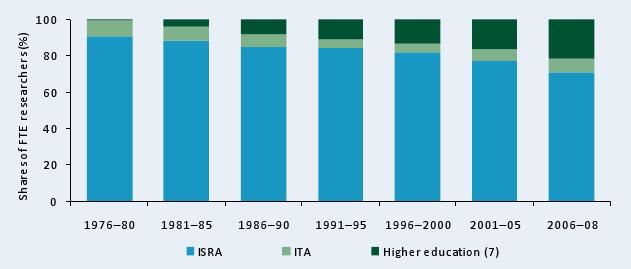 Shares of FTE researchers (%)
100
80
60
40
20
0
1976–80 1981–85 1986–90 1991–95 1996–2000 2001–05 2006–08
ISRA ITA Higher education (7)